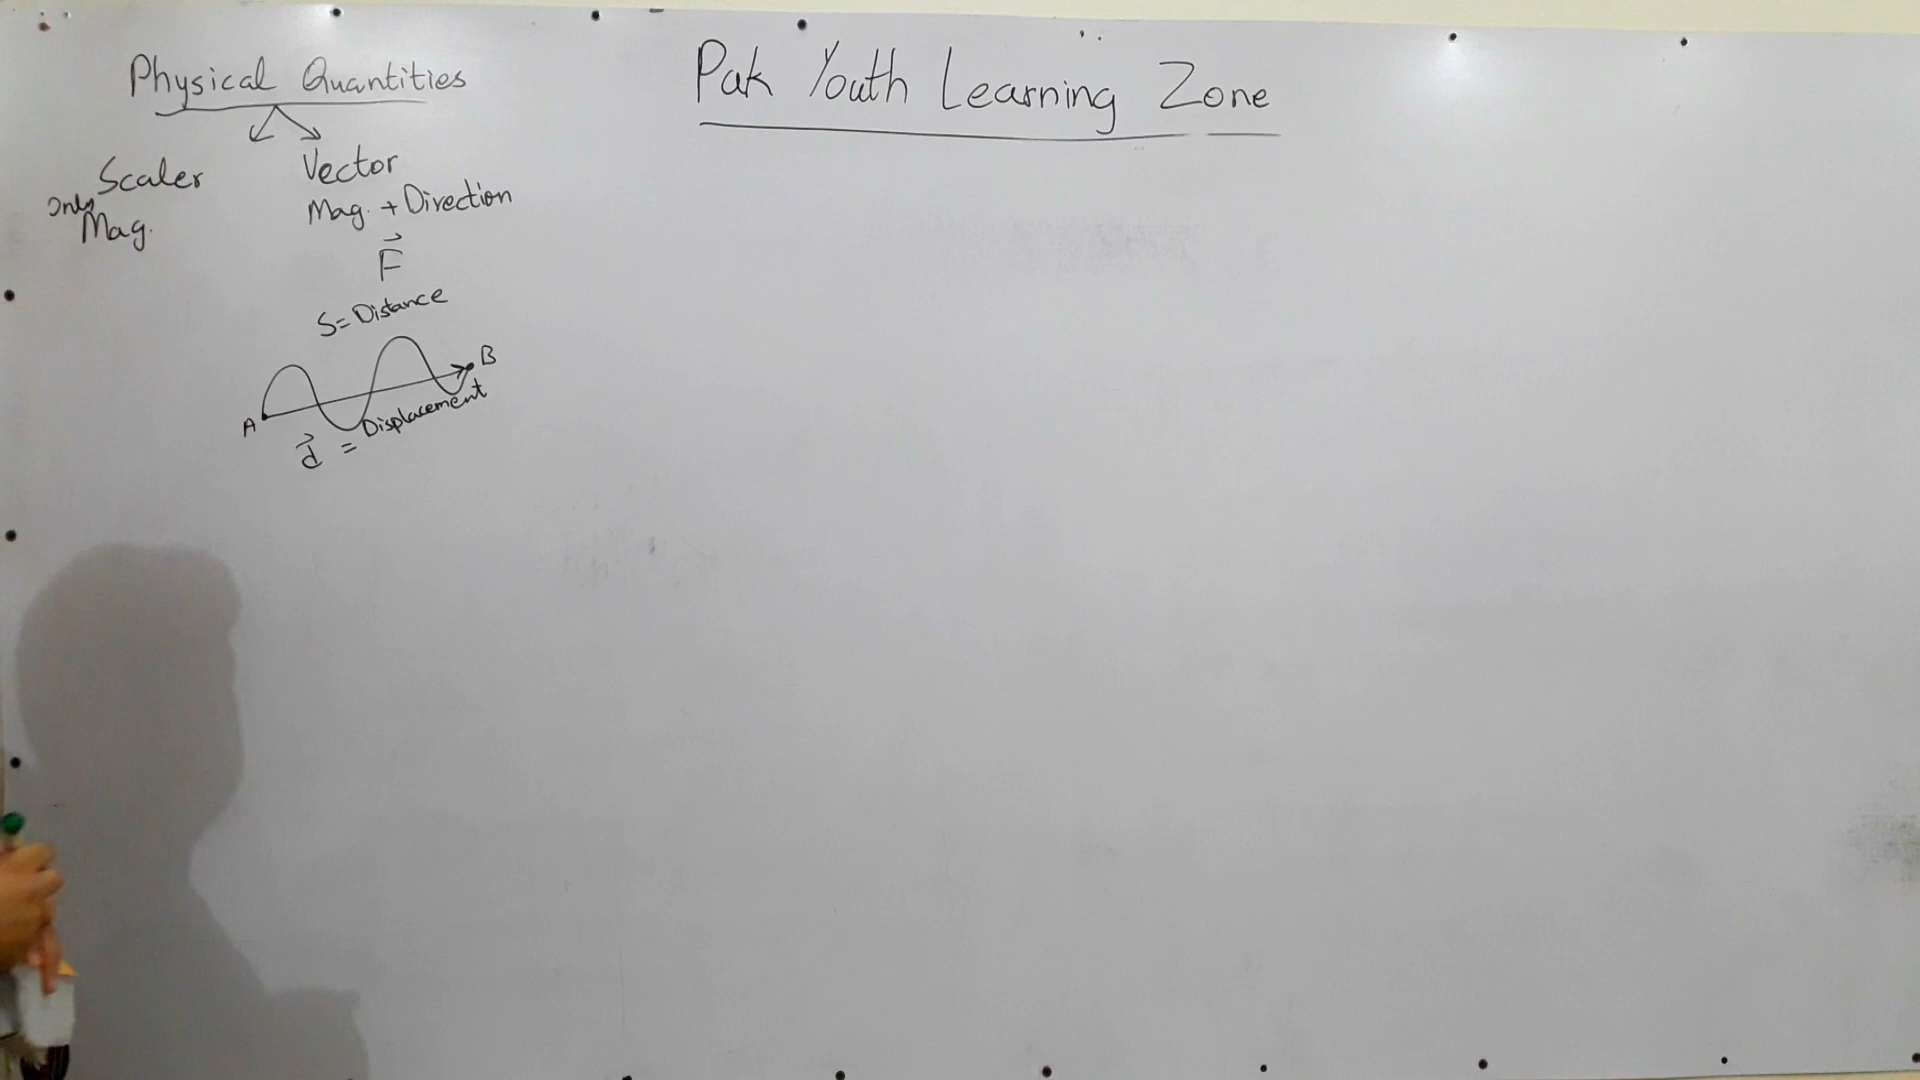 Physical Quantities
Pak Youth Learning Zone
Scaler
Only
Mag.
Vector
Mag. + Direction
F⃗
S = Distance
A
B
d⃗ = Displacement